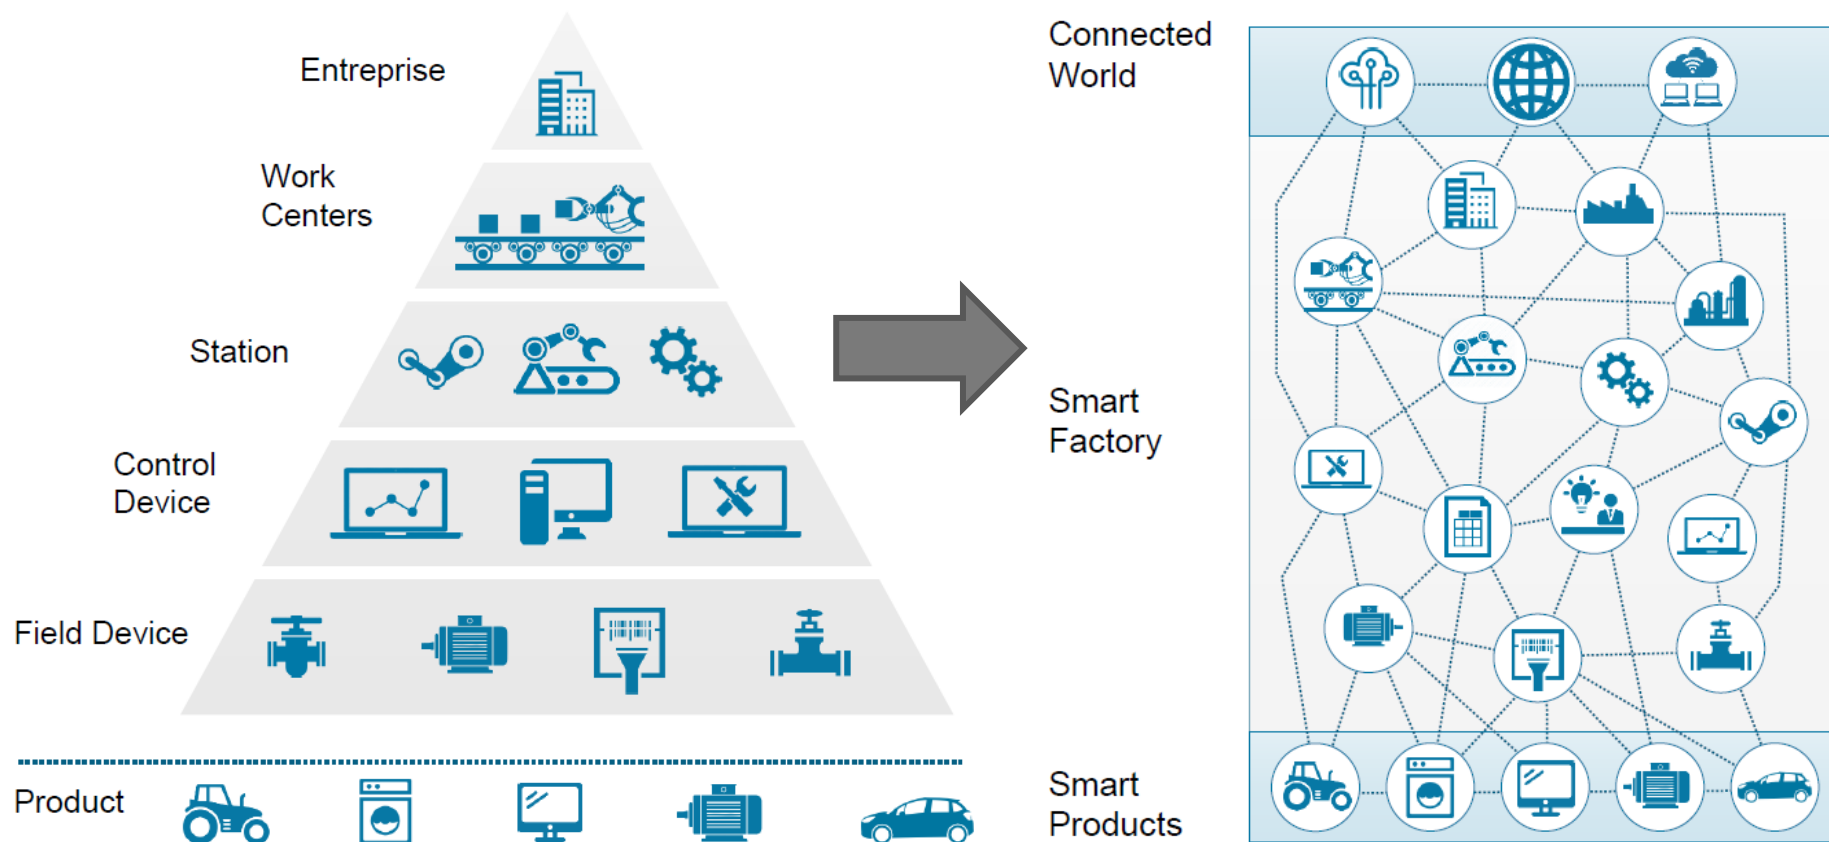 Entreprise
Work
Centers
Station
Control
Device
Field Device
Product
Connected
World
Smart
Factory
Smart
Products